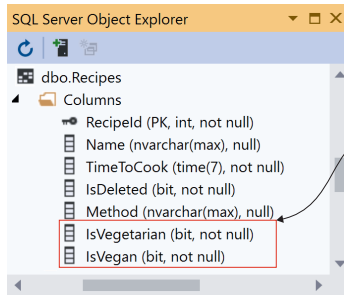 SQL Server Object Explorer
dbo.Recipes
Columns
RecipeId (PK, int, not null)
Name (nvarchar(max), null)
TimeToCook (time(7), not null)
IsDeleted (bit, not null)
Method (nvarchar(max), null)
IsVegetarian (bit, not null)
IsVegan (bit, not null)